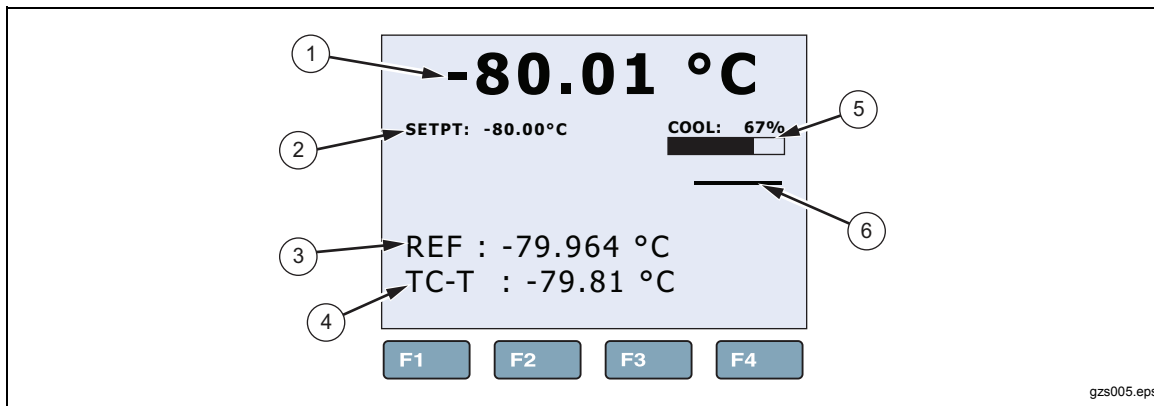 1
-80.01 °C
2
SETPT: -80.00°C
COOL: 67%
5
6
3
REF : -79.964 °C
4
TC-T : -79.81 °C
F1 F2 F3 F4
gzs005.eps